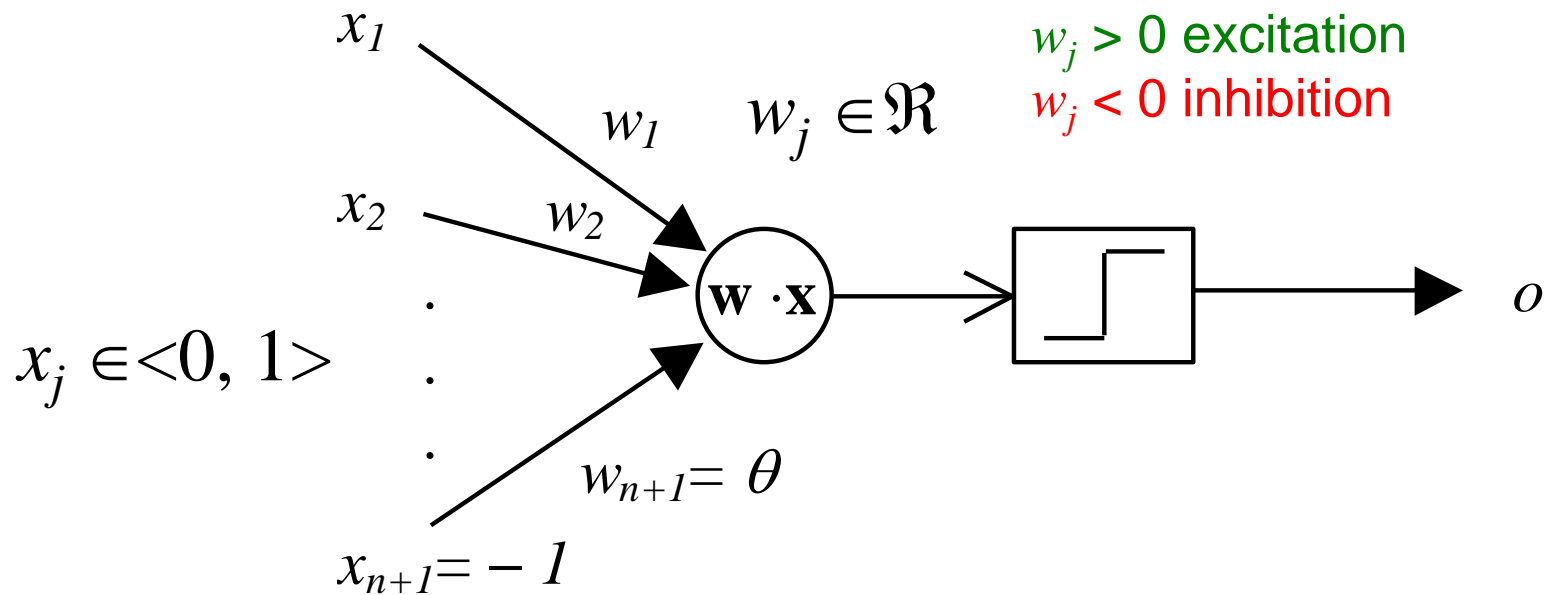 x1
wj > 0 excitation
wj < 0 inhibition
w1
wj ∈ℜ
x2
w2
w ·x
o
xj ∈<0, 1>
.
.
.
wn+1= θ
xn+1= − 1